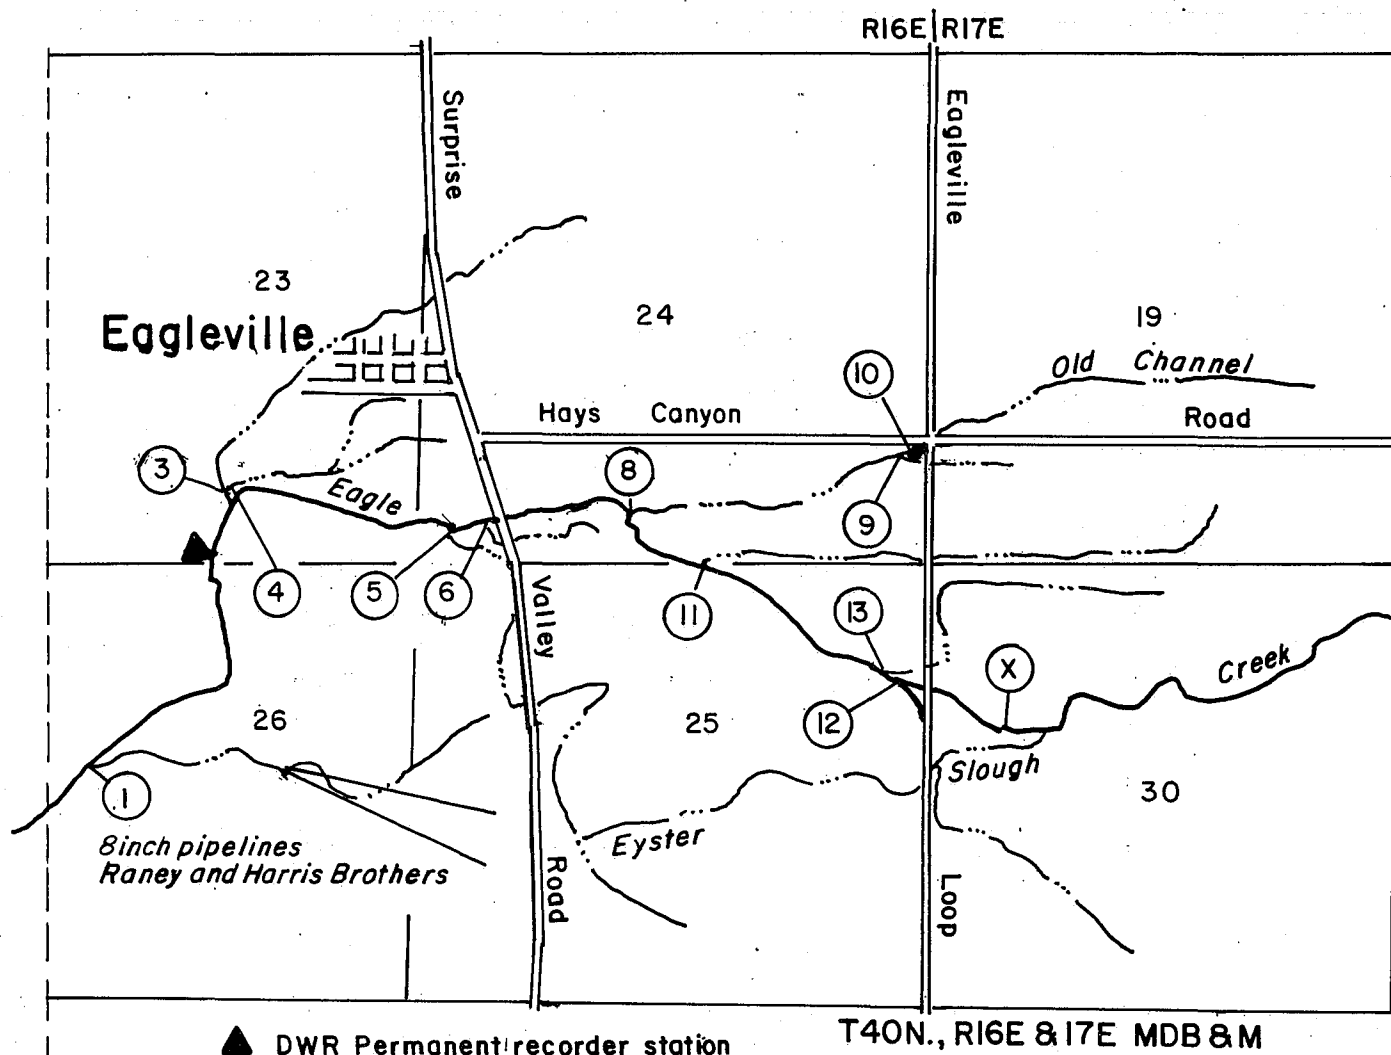 R16E R17E
Surprise
Eagleville
23
24
19
Eagleville
Old Channel
10
Hays Canyon Road
3
8
Eagle
9
4
5
6
11
13
Valley
X
Creek
26
25
12
Slough
1
30
8inch pipelines
Raney and Harris Brothers
Eyster
Road
Loop
DWR Permanent recorder station
T40N., R16E & 17E MDB & M